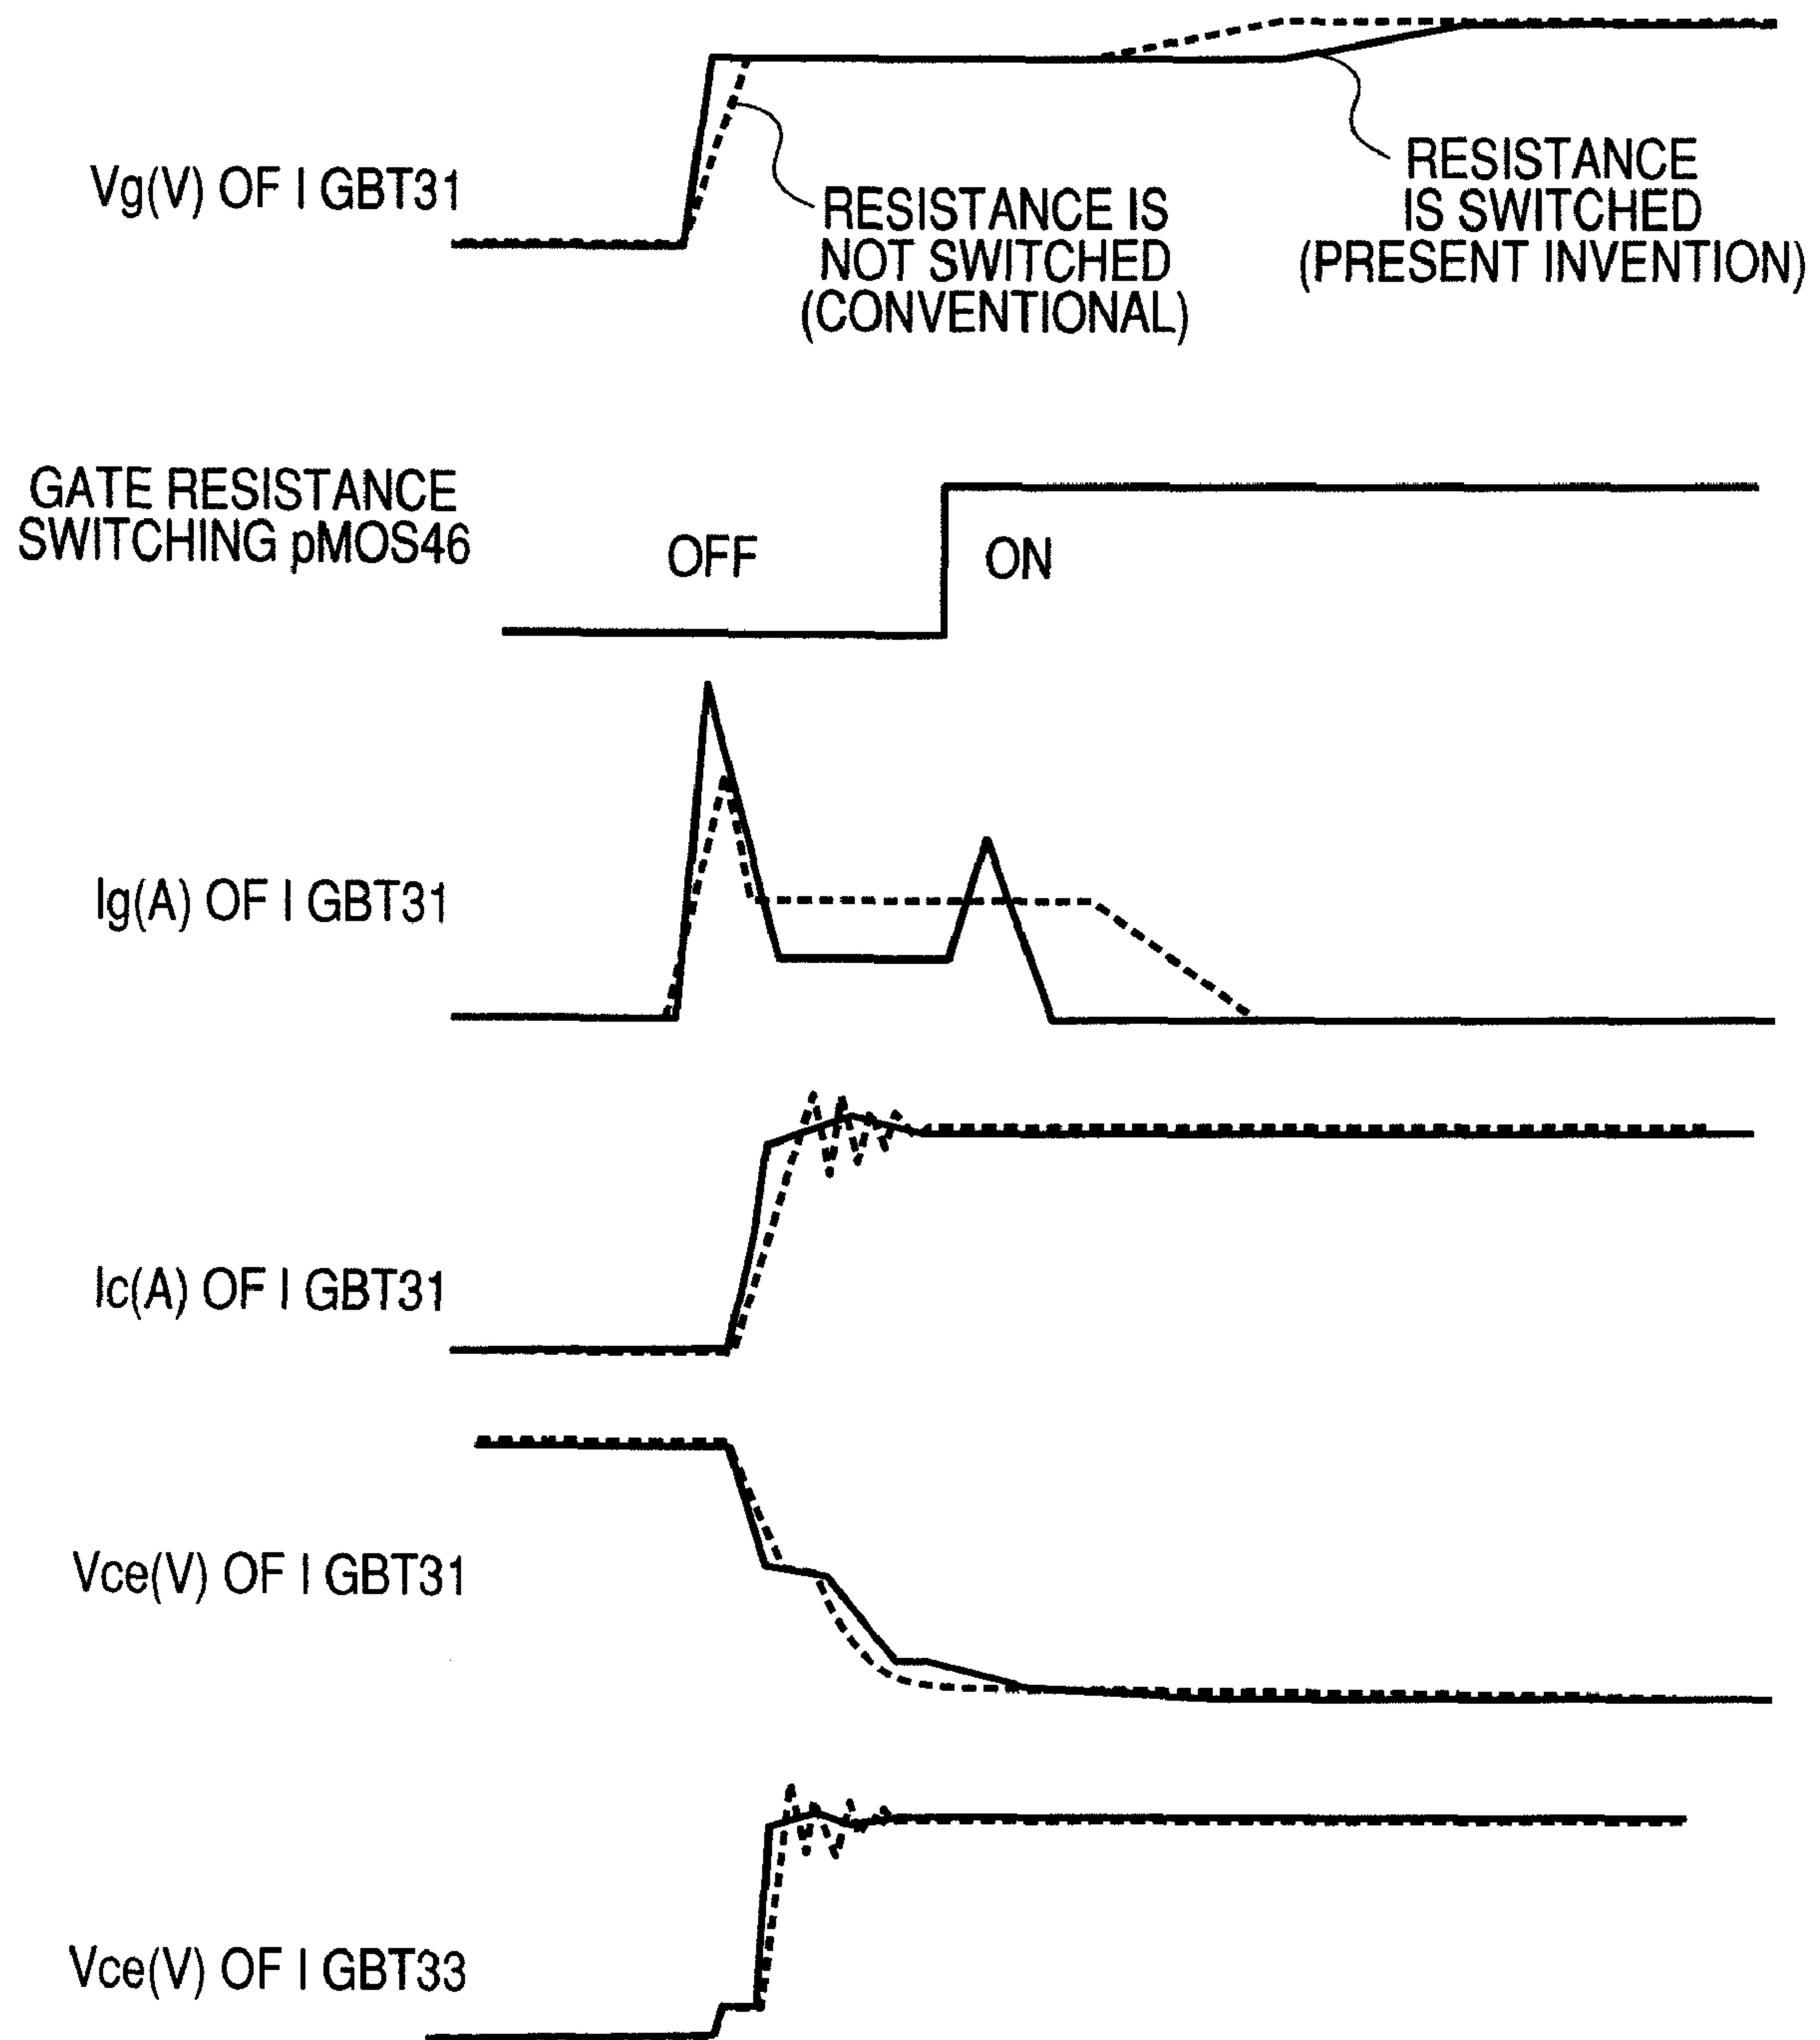 Vg(V) OF I GBT31
RESISTANCE IS
NOT SWITCHED
(CONVENTIONAL)
RESISTANCE
IS SWITCHED
(PRESENT INVENTION)
GATE RESISTANCE
SWITCHING pMOS46
OFF
ON
Ig(A) OF I GBT31
Ic(A) OF I GBT31
Vce(V) OF I GBT31
Vce(V) OF I GBT33